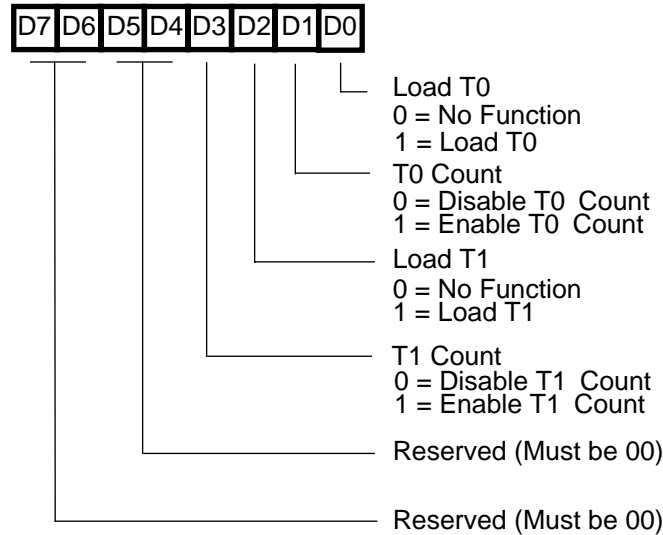 D7 D6 D5 D4 D3 D2 D1 D0
Load T0
0 = No Function
1 = Load T0
T0 Count
0 = Disable T0 Count
1 = Enable T0 Count
Load T1
0 = No Function
1 = Load T1
T1 Count
0 = Disable T1 Count
1 = Enable T1 Count
Reserved (Must be 00)
Reserved (Must be 00)